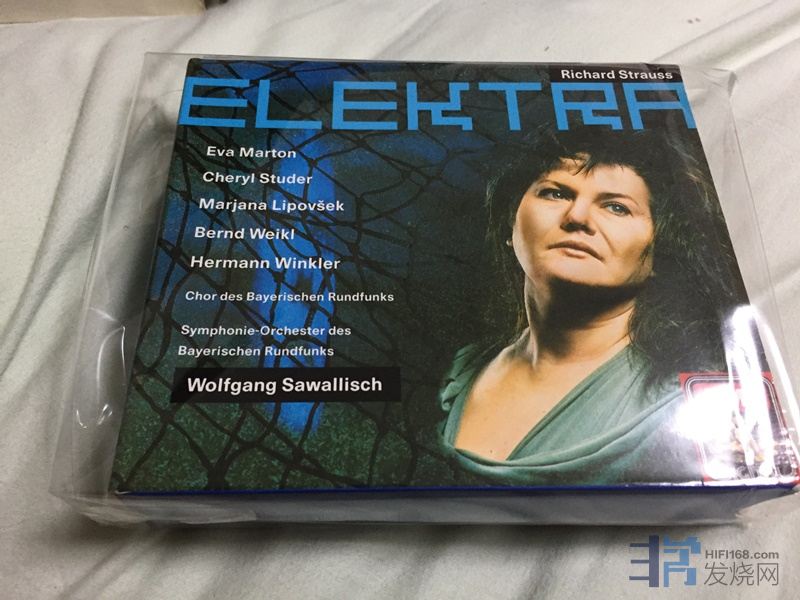 Richard Strauss
ELEKTRA
Eva Marton
Cheryl Studer
Marjana Lipovšek
Bernd Weikl
Hermann Winkler
Chor des Bayerischen Rundfunks
Symphonie-Orchester des
Bayerischen Rundfunks
Wolfgang Sawallisch
HIFI168.com
发烧网